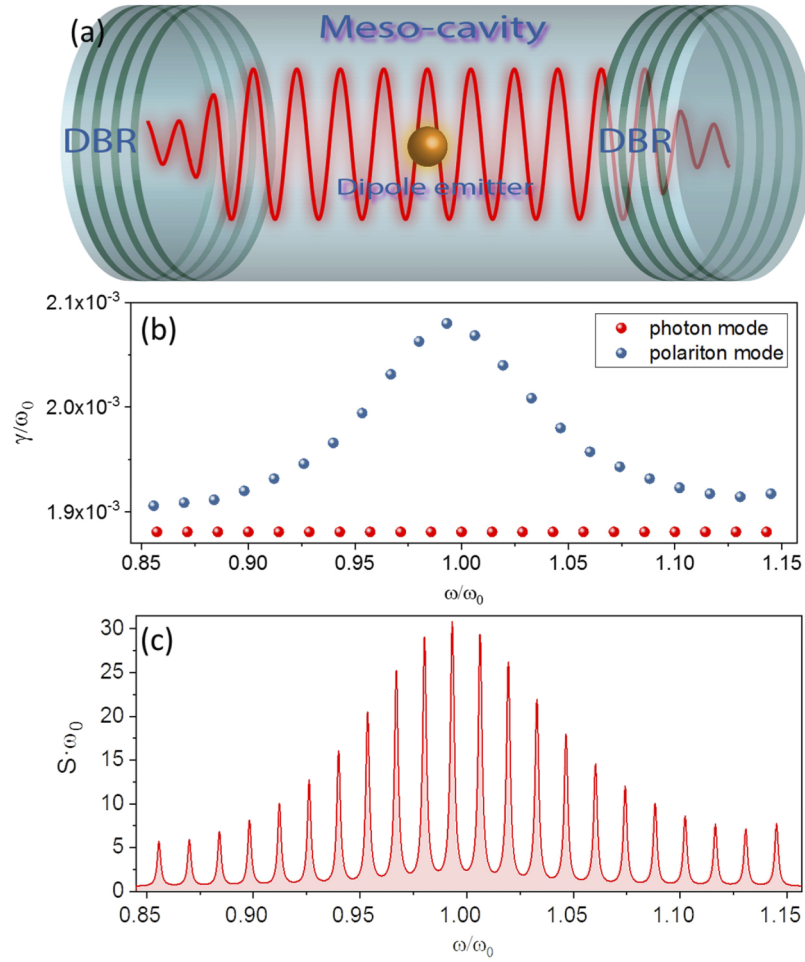 (a)
Meso-cavity
DBR
DBR
Dipole emitter
(b)
2.1x10⁻³
2.0x10⁻³
1.9x10⁻³
γ/ω₀
photon mode
polariton mode
0.85 0.90 0.95 1.00 1.05 1.10 1.15
ω/ω₀
(c)
30
25
20
15
10
5
0
S·ω₀
0.85 0.90 0.95 1.00 1.05 1.10 1.15
ω/ω₀